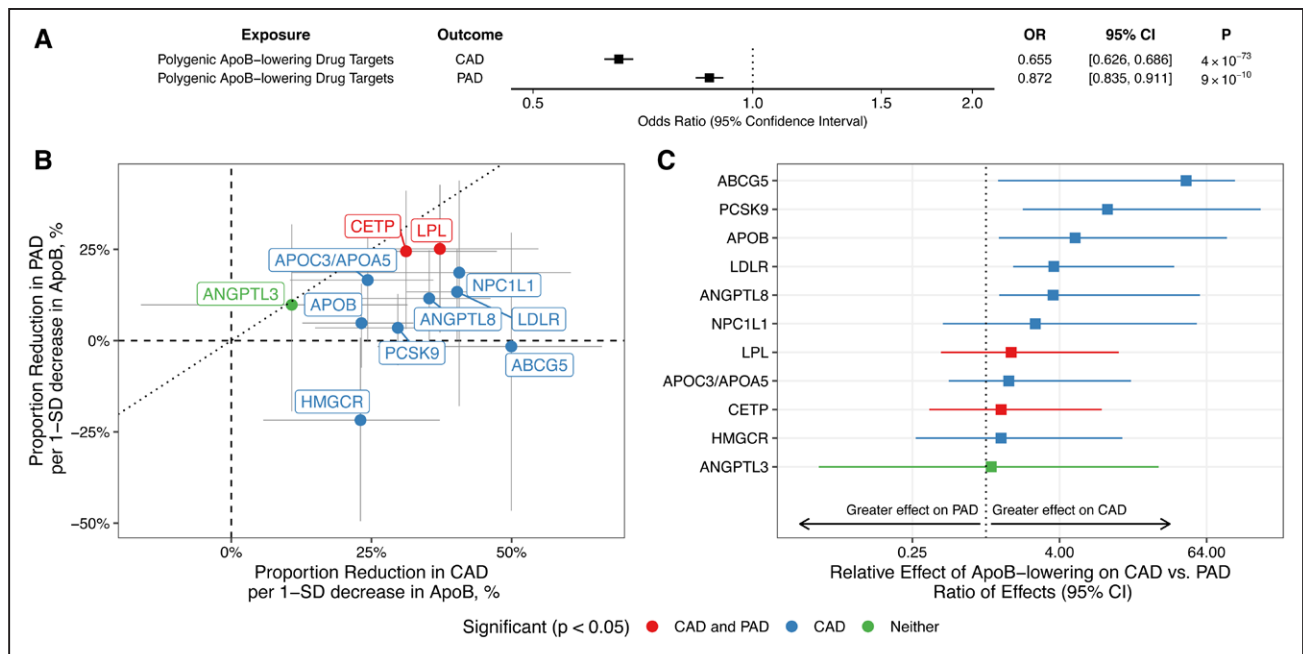 A
Exposure Outcome OR 95% CI P
Polygenic ApoB−lowering Drug Targets CAD 0.655 [0.626, 0.686] 4 × 10⁻⁷³
Polygenic ApoB−lowering Drug Targets PAD 0.872 [0.835, 0.911] 9 × 10⁻¹⁰
0.5 1.0 1.5 2.0
Odds Ratio (95% Confidence Interval)
B
Proportion Reduction in PAD
per 1−SD decrease in ApoB, %
25%
0%
−25%
−50%
CETP
LPL
APOC3/APOA5
NPC1L1
ANGPTL3
APOB
ANGPTL8
LDLR
PCSK9
ABCG5
HMGCR
0% 25% 50%
Proportion Reduction in CAD
per 1−SD decrease in ApoB, %
C
ABCG5
PCSK9
APOB
LDLR
ANGPTL8
NPC1L1
LPL
APOC3/APOA5
CETP
HMGCR
ANGPTL3
Greater effect on PAD Greater effect on CAD
0.25 4.00 64.00
Relative Effect of ApoB−lowering on CAD vs. PAD
Ratio of Effects (95% CI)
Significant (p < 0.05) CAD and PAD CAD Neither